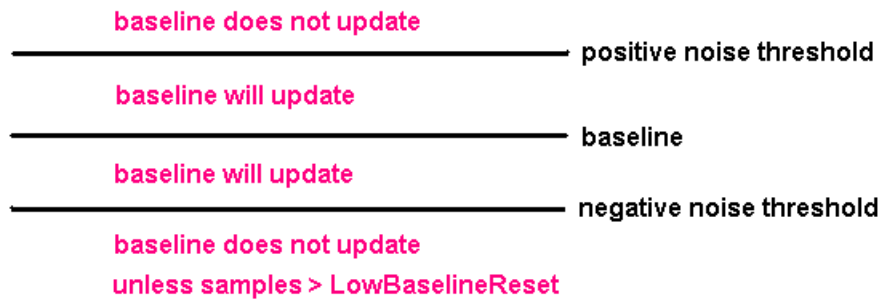 baseline does not update
positive noise threshold
baseline will update
baseline
baseline will update
negative noise threshold
baseline does not update
unless samples > LowBaselineReset